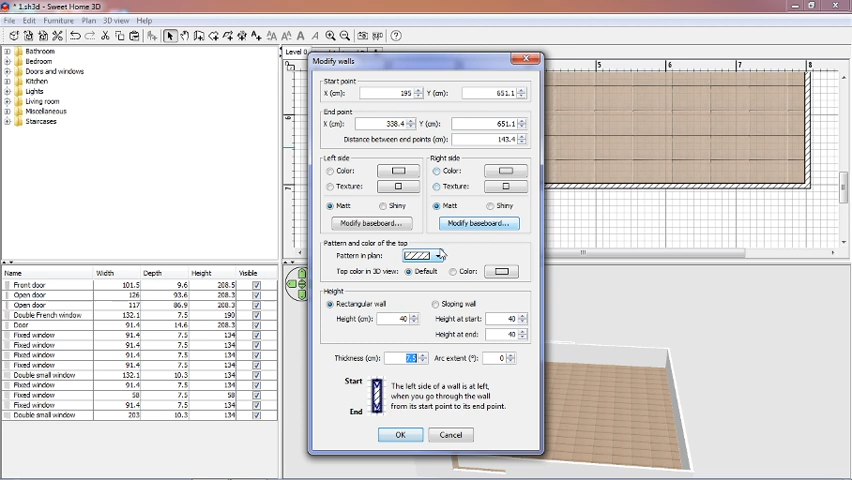 * 1.sh3d - Sweet Home 3D
File Edit Furniture Plan 3D view Help
Level 0
Bathroom
Bedroom
Doors and windows
Kitchen
Lights
Living room
Miscellaneous
Staircases
Name Width Depth Height Visible
Front door 101.5 9.6 208.5
Open door 126 93.6 208.3
Open door 117 86.9 208.3
Double French window 132.1 7.5 190
Door 91.4 14.6 208.3
Fixed window 91.4 7.5 134
Fixed window 91.4 7.5 134
Fixed window 91.4 7.5 134
Fixed window 91.4 7.5 134
Double small window 132.1 10.3 134
Fixed window 91.4 7.5 134
Fixed window 58 7.5 134
Fixed window 91.4 7.5 134
Double small window 203 10.3 134
5 6 7 8
7
Modify walls
Start point
X (cm): 195 Y (cm): 651.1
End point
X (cm): 338.4 Y (cm): 651.1
Distance between end points (cm): 143.4
Left side Right side
Color: Color:
Texture: Texture:
Matt Shiny Matt Shiny
Modify baseboard... Modify baseboard...
Pattern and color of the top
Pattern in plan:
Top color in 3D view: Default Color:
Height
Rectangular wall Sloping wall
Height (cm): 40 Height at start: 40
Height at end: 40
Thickness (cm): 7.5 Arc extent (°): 0
Start
End
The left side of a wall is at left,
when you go through the wall
from its start point to its end point.
OK Cancel